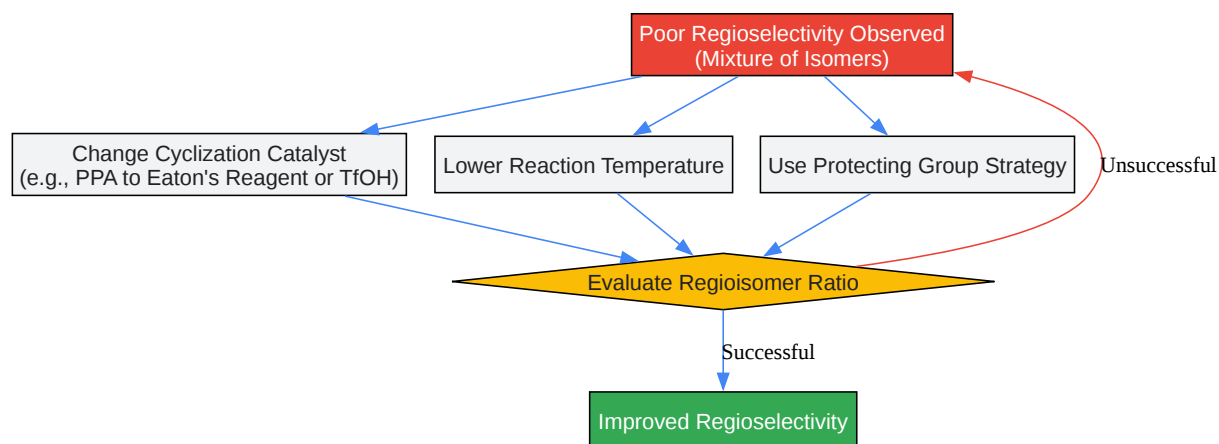 Poor Regioselectivity Observed
(Mixture of Isomers)
Change Cyclization Catalyst
(e.g., PPA to Eaton's Reagent or TfOH)
Lower Reaction Temperature
Use Protecting Group Strategy
Unsuccessful
Evaluate Regioisomer Ratio
Successful
Improved Regioselectivity